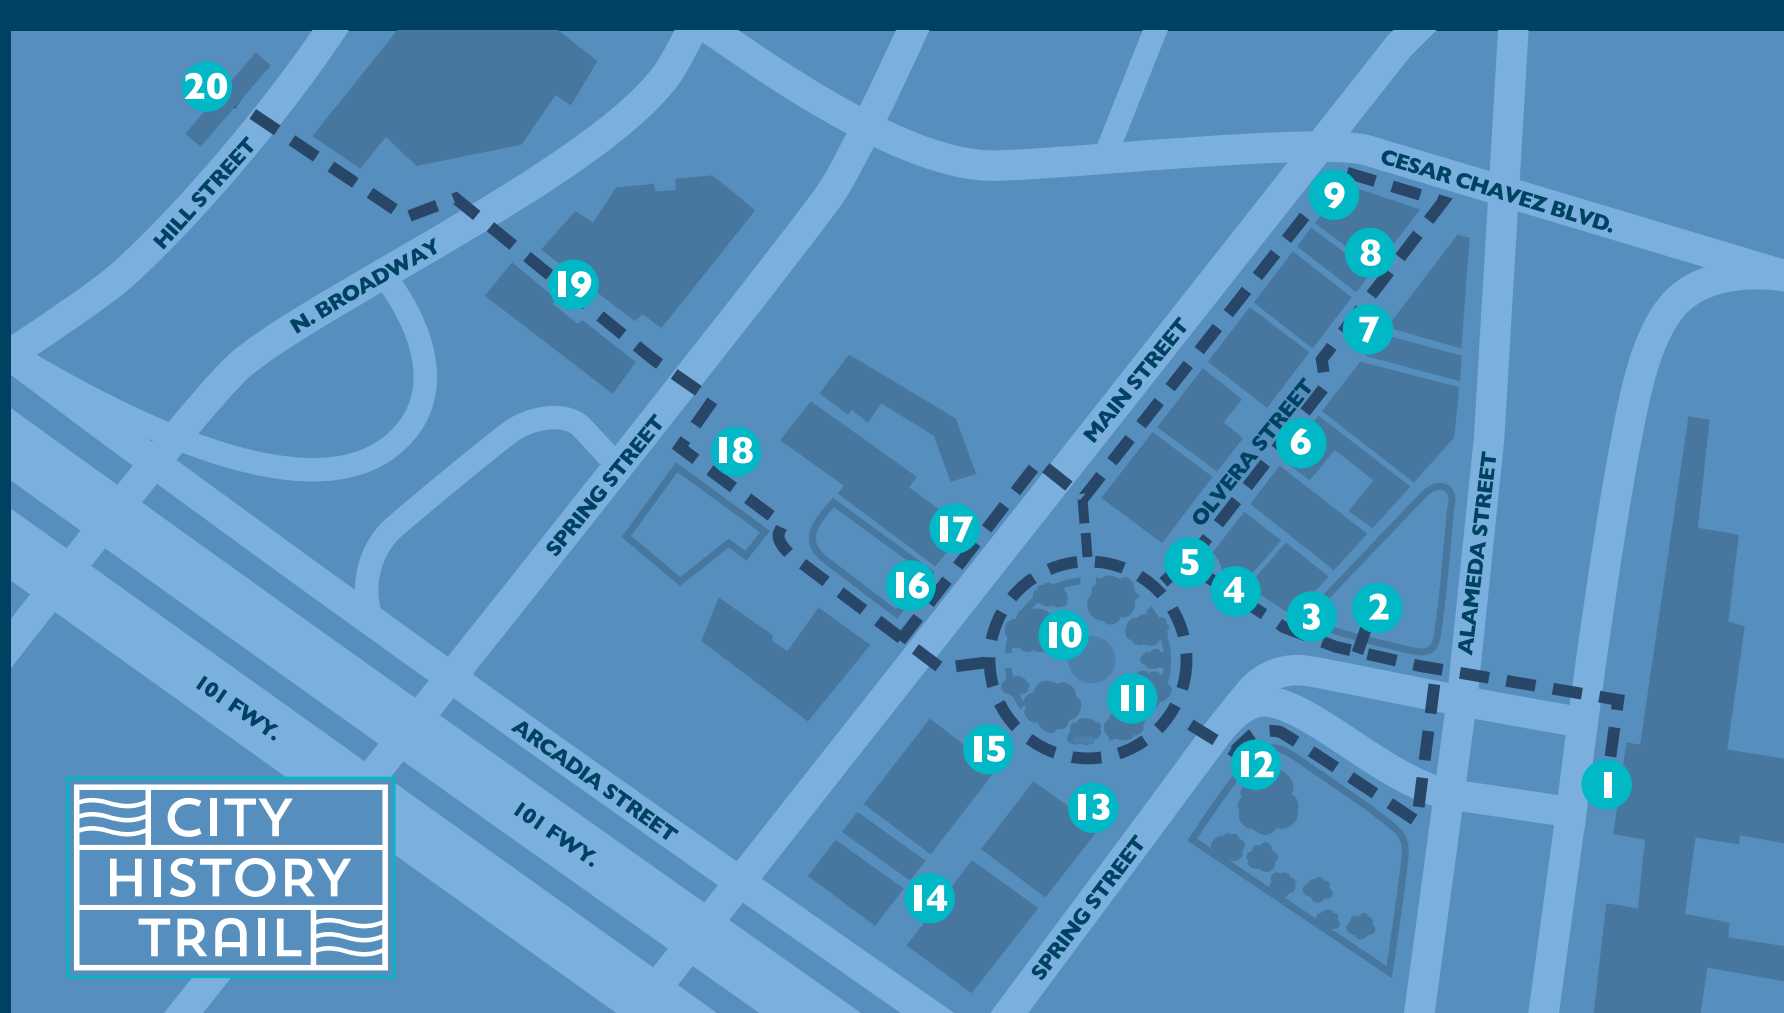 20
HILL STREET
N. BROADWAY
19
CESAR CHAVEZ BLVD.
9
8
7
MAIN STREET
OLVERA STREET
6
18
SPRING STREET
17
16
5
4
3
2
ALAMEDA STREET
10
11
15
12
1
13
14
SPRING STREET
101 FWY.
ARCADIA STREET
101 FWY.
CITY
HISTORY
TRAIL